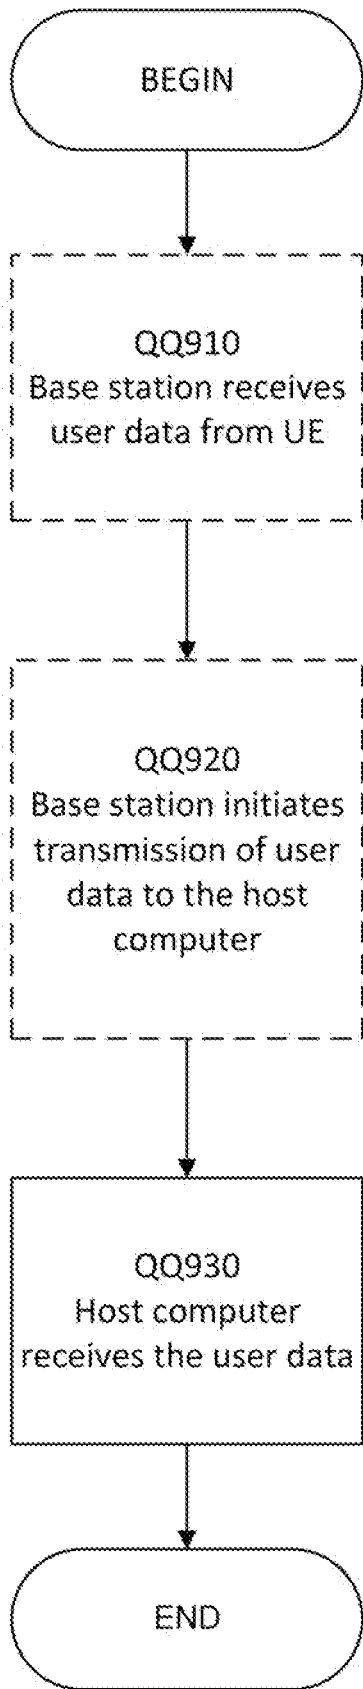 BEGIN
QQ910
Base station receives
user data from UE
QQ920
Base station initiates
transmission of user
data to the host
computer
QQ930
Host computer
receives the user data
END